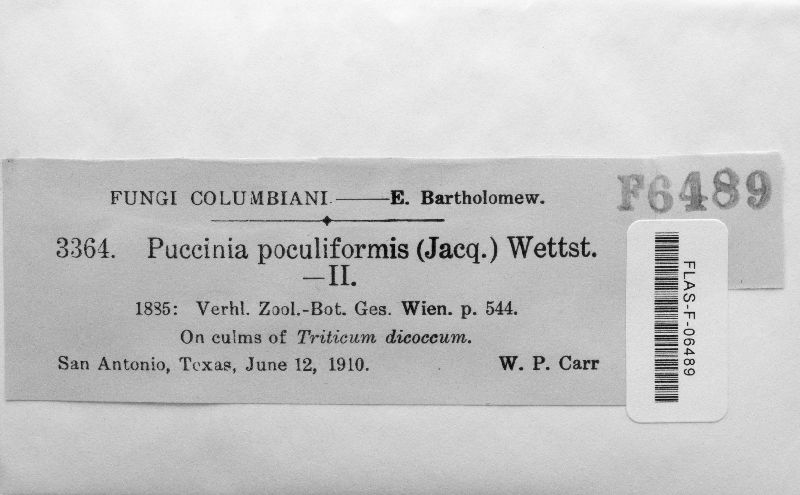 FUNGI COLUMBIANI.——E. Bartholomew.
F6489
3364. Puccinia poculiformis (Jacq.) Wettst.
—II.
1885: Verhl. Zool.-Bot. Ges. Wien. p. 544.
On culms of Triticum dicoccum.
San Antonio, Texas, June 12, 1910. W. P. Carr
FLAS-F-06489